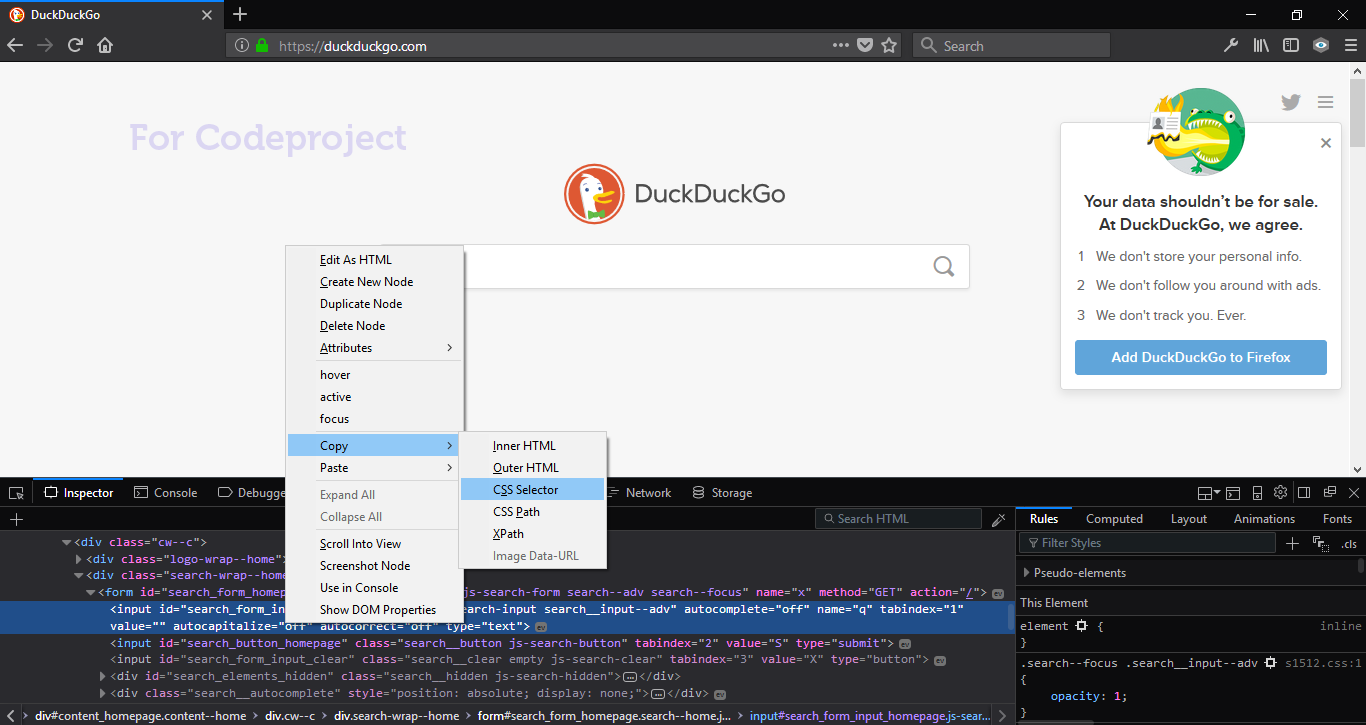 DuckDuckGo
https://duckduckgo.com
Search
For Codeproject
DuckDuckGo
Your data shouldn't be for sale.
At DuckDuckGo, we agree.
1 We don't store your personal info.
2 We don't follow you around with ads.
3 We don't track you. Ever.
Add DuckDuckGo to Firefox
Edit As HTML
Create New Node
Duplicate Node
Delete Node
Attributes
hover
active
focus
Copy
Paste
Expand All
Collapse All
Scroll Into View
Screenshot Node
Use in Console
Show DOM Properties
Inner HTML
Outer HTML
CSS Selector
CSS Path
XPath
Image Data-URL
Inspector Console Debugge Network Storage
Search HTML
<div class="cw--c">
<div class="logo-wrap--home"
<div class="search-wrap--home
<form id="search_form_homep js-search-form search--adv search--focus" name="x" method="GET" action="/"> ev
<input id="search_form_in earch-input search__input--adv" autocomplete="off" name="q" tabindex="1"
value="" autocapitalize="off" autocorrect="off" type="text"> ev
<input id="search_button_homepage" class="search__button js-search-button" tabindex="2" value="S" type="submit"> ev
<input id="search_form_input_clear" class="search__clear empty js-search-clear" tabindex="3" value="X" type="button"> ev
<div id="search_elements_hidden" class="search__hidden js-search-hidden">…</div>
<div class="search__autocomplete" style="position: absolute; display: none;">…</div> ev
div#content_homepage.content--home div.cw--c div.search-wrap--home form#search_form_homepage.search--home.j... input#search_form_input_homepage.js-sear...
Rules Computed Layout Animations Fonts
Filter Styles .cls
Pseudo-elements
This Element
element { inline
}
.search--focus .search__input--adv s1512.css:1
{
opacity: 1;
}